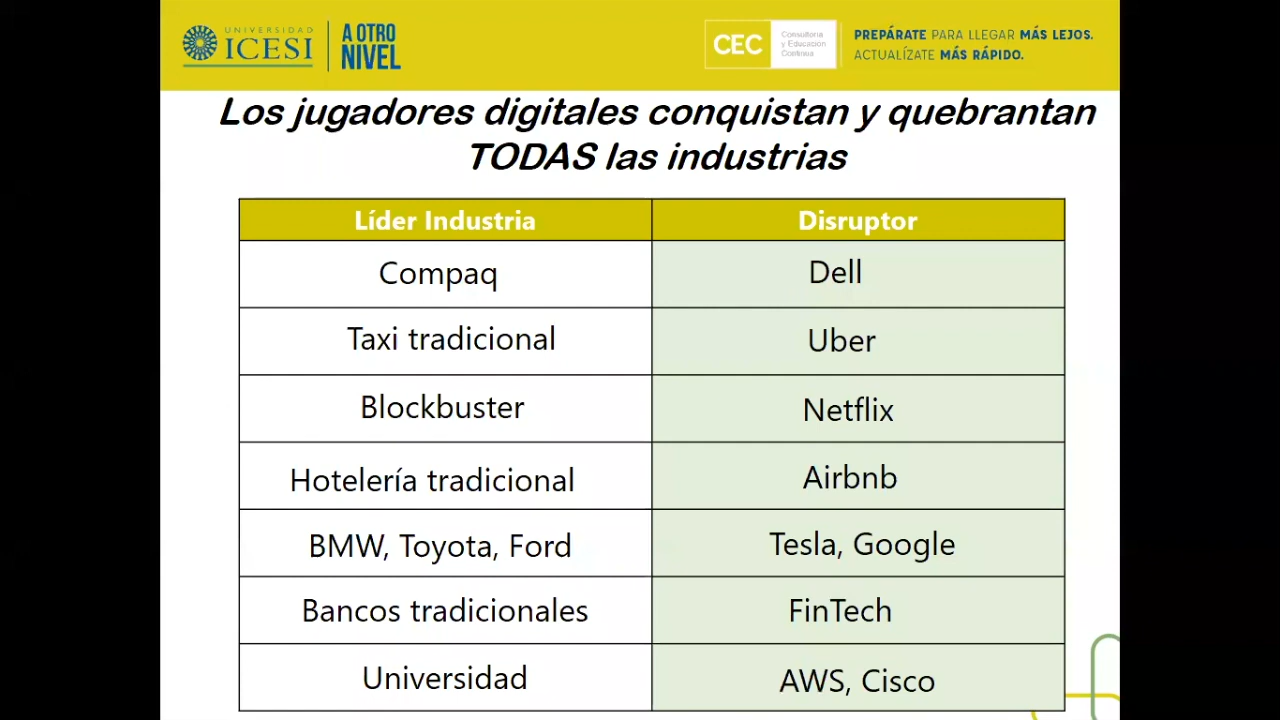 UNIVERSIDAD
ICESI
A OTRO
NIVEL
CEC
Consultoría
y Educación
Continua
PREPÁRATE PARA LLEGAR MÁS LEJOS.
ACTUALÍZATE MÁS RÁPIDO.
Los jugadores digitales conquistan y quebrantan
TODAS las industrias
Líder Industria Disruptor
Compaq Dell
Taxi tradicional Uber
Blockbuster Netflix
Hotelería tradicional Airbnb
BMW, Toyota, Ford Tesla, Google
Bancos tradicionales FinTech
Universidad AWS, Cisco